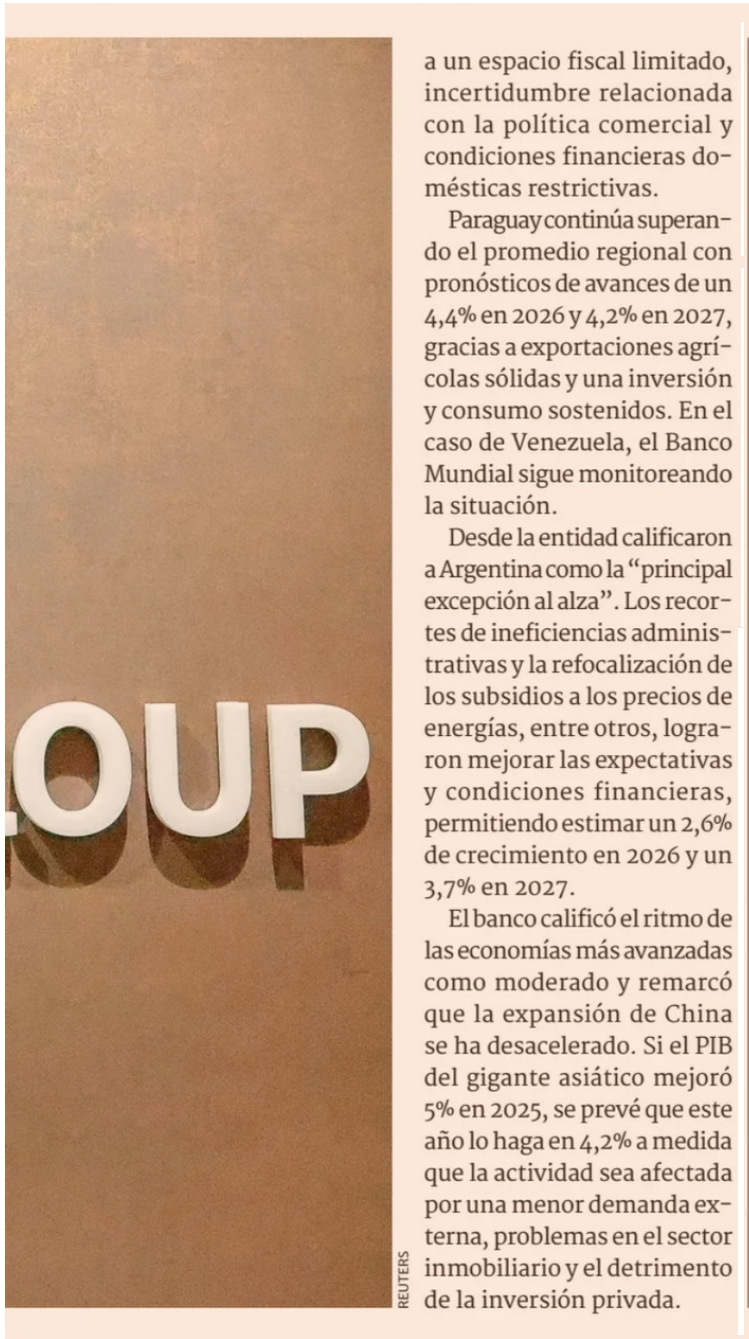 OUP
REUTERS
a un espacio fiscal limitado,
incertidumbre relacionada
con la política comercial y
condiciones financieras do-
mésticas restrictivas.
Paraguay continúa superan-
do el promedio regional con
pronósticos de avances de un
4,4% en 2026 y 4,2% en 2027,
gracias a exportaciones agrí-
colas sólidas y una inversión
y consumo sostenidos. En el
caso de Venezuela, el Banco
Mundial sigue monitoreando
la situación.
Desde la entidad calificaron
a Argentina como la “principal
excepción al alza”. Los recor-
tes de ineficiencias adminis-
trativas y la refocalización de
los subsidios a los precios de
energías, entre otros, logra-
ron mejorar las expectativas
y condiciones financieras,
permitiendo estimar un 2,6%
de crecimiento en 2026 y un
3,7% en 2027.
El banco calificó el ritmo de
las economías más avanzadas
como moderado y remarcó
que la expansión de China
se ha desacelerado. Si el PIB
del gigante asiático mejoró
5% en 2025, se prevé que este
año lo haga en 4,2% a medida
que la actividad sea afectada
por una menor demanda ex-
terna, problemas en el sector
inmobiliario y el detrimento
de la inversión privada.